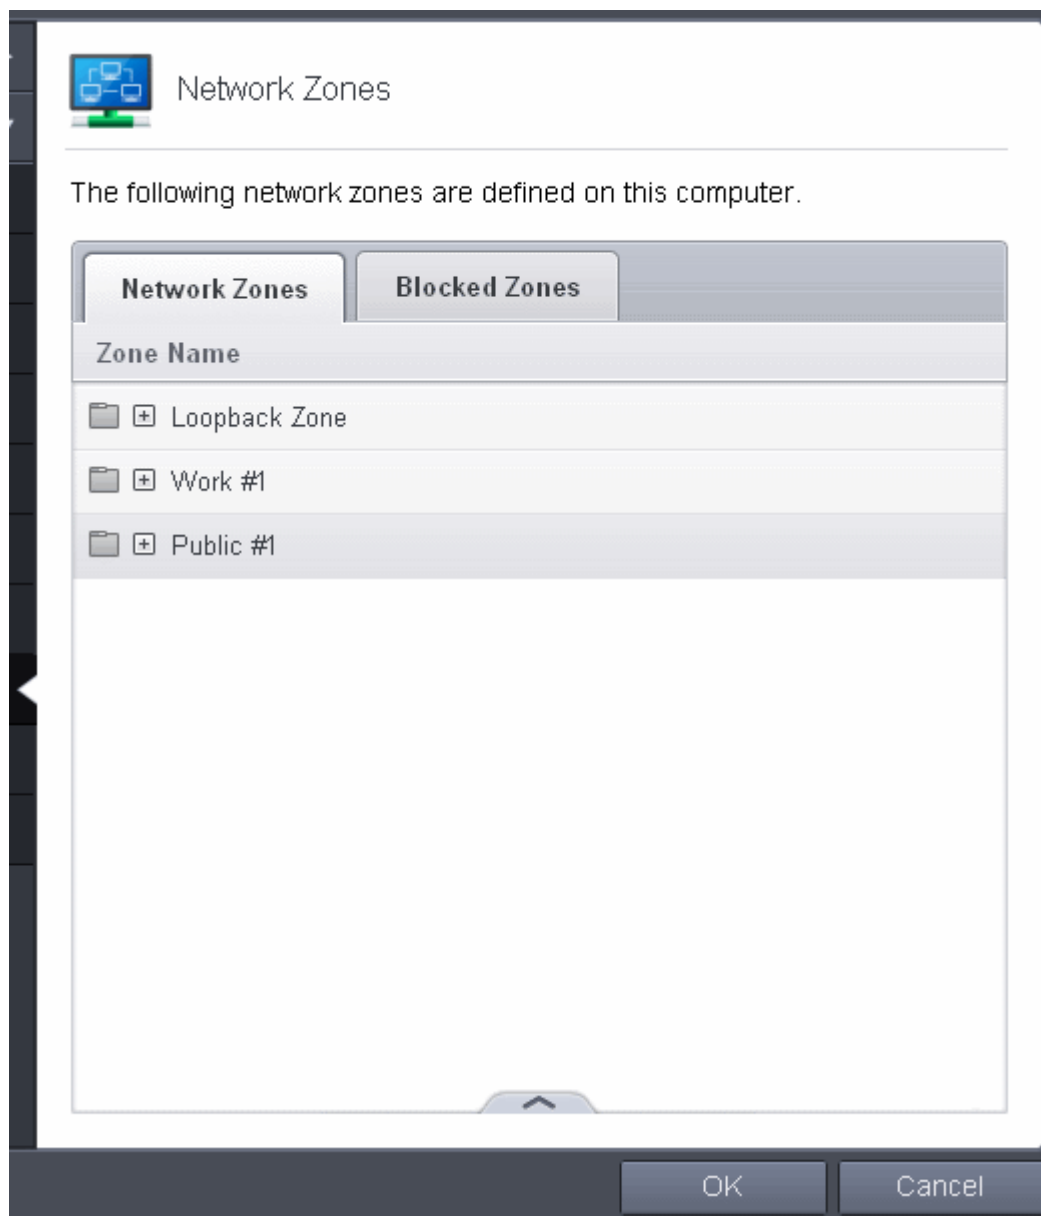 Network Zones
The following network zones are defined on this computer.
Network Zones
Blocked Zones
Zone Name
Loopback Zone
Work #1
Public #1
OK
Cancel